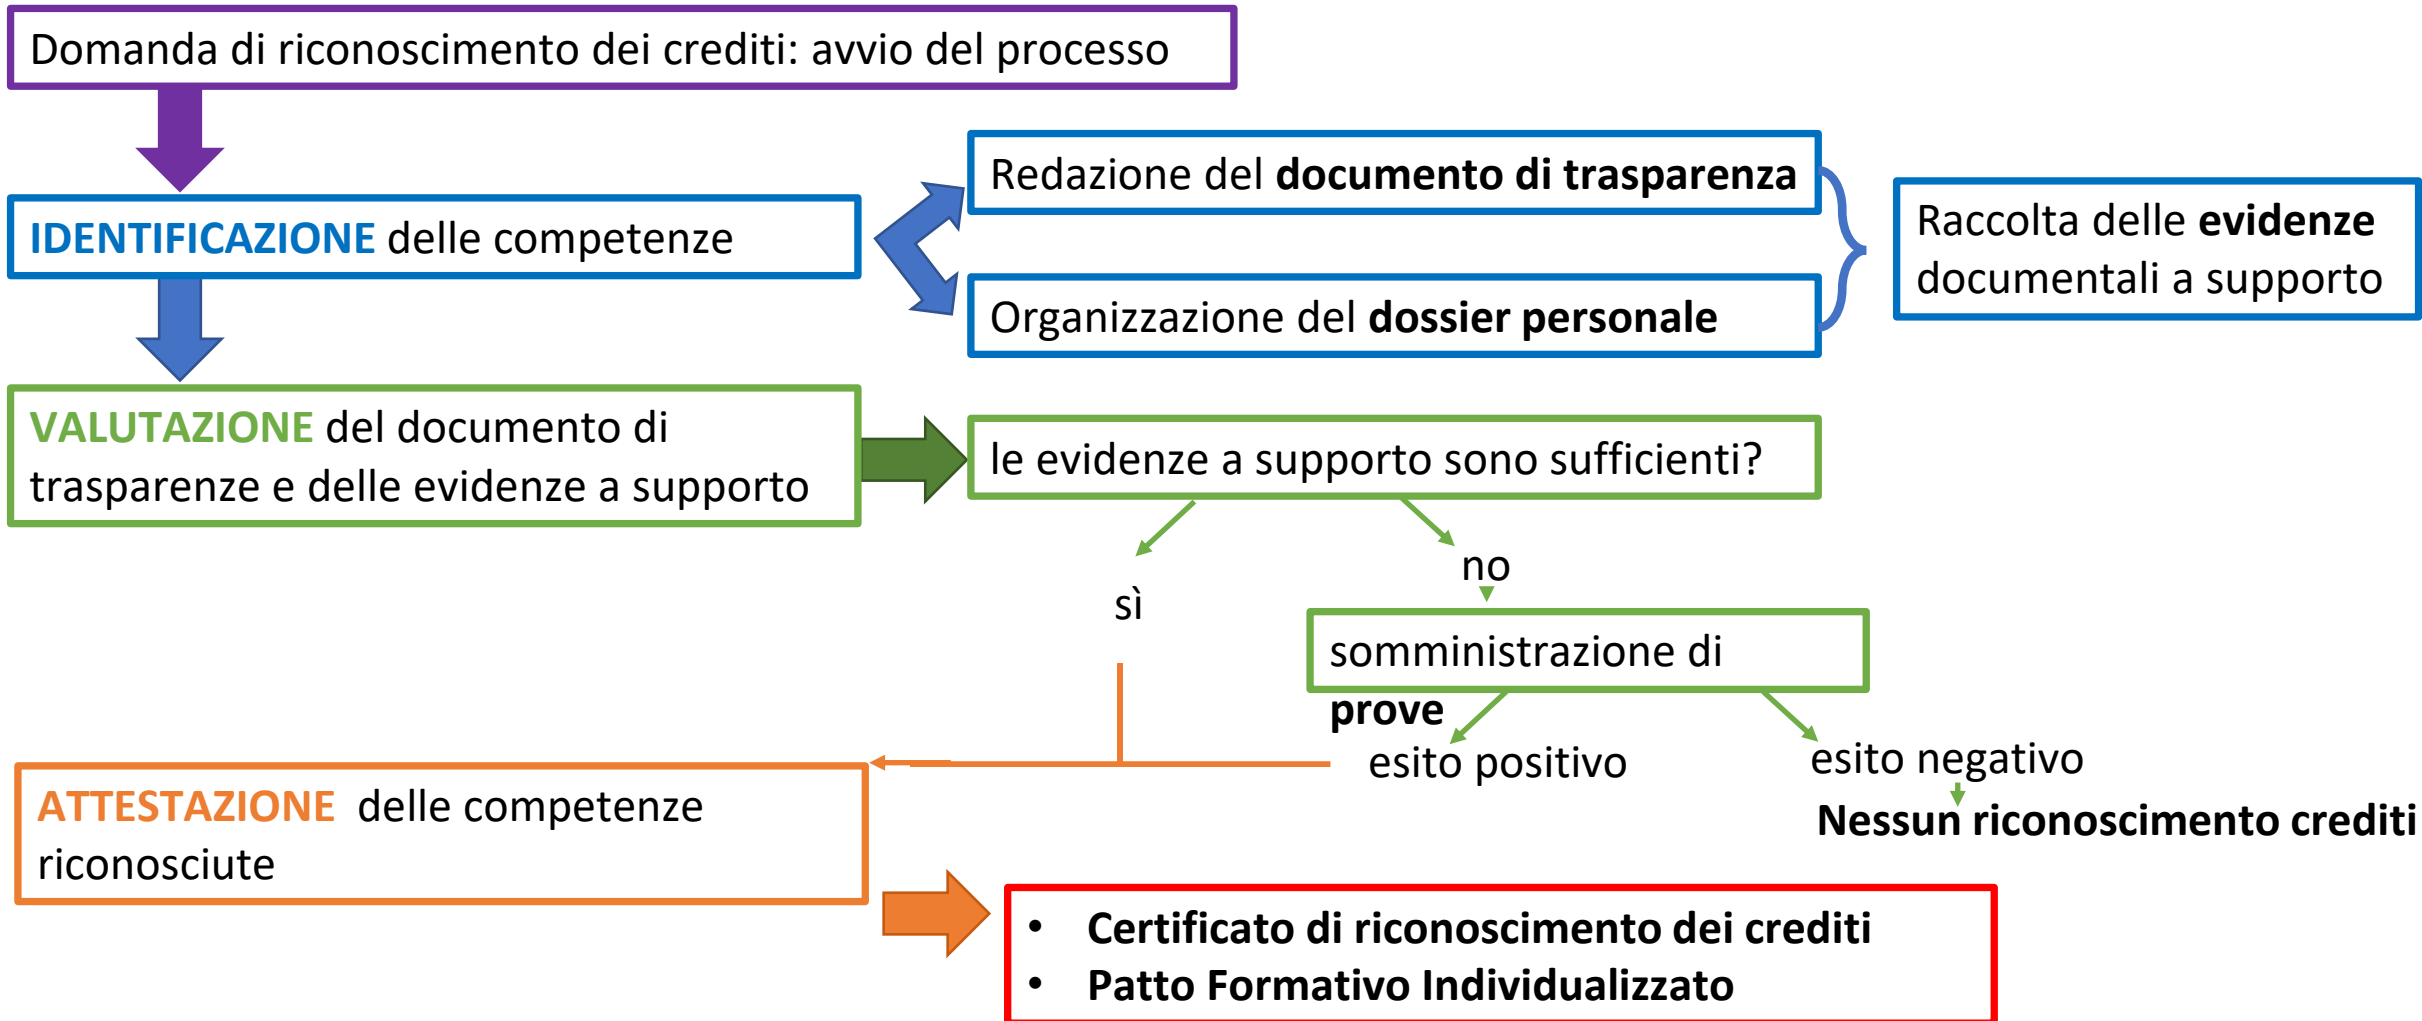 Domanda di riconoscimento dei crediti: avvio del processo
IDENTIFICAZIONE delle competenze
Redazione del documento di trasparenza
Organizzazione del dossier personale
Raccolta delle evidenze
documentali a supporto
VALUTAZIONE del documento di
trasparenze e delle evidenze a supporto
le evidenze a supporto sono sufficienti?
sì
no
somministrazione di
prove
esito positivo
esito negativo
Nessun riconoscimento crediti
ATTESTAZIONE delle competenze
riconosciute
• Certificato di riconoscimento dei crediti
• Patto Formativo Individualizzato